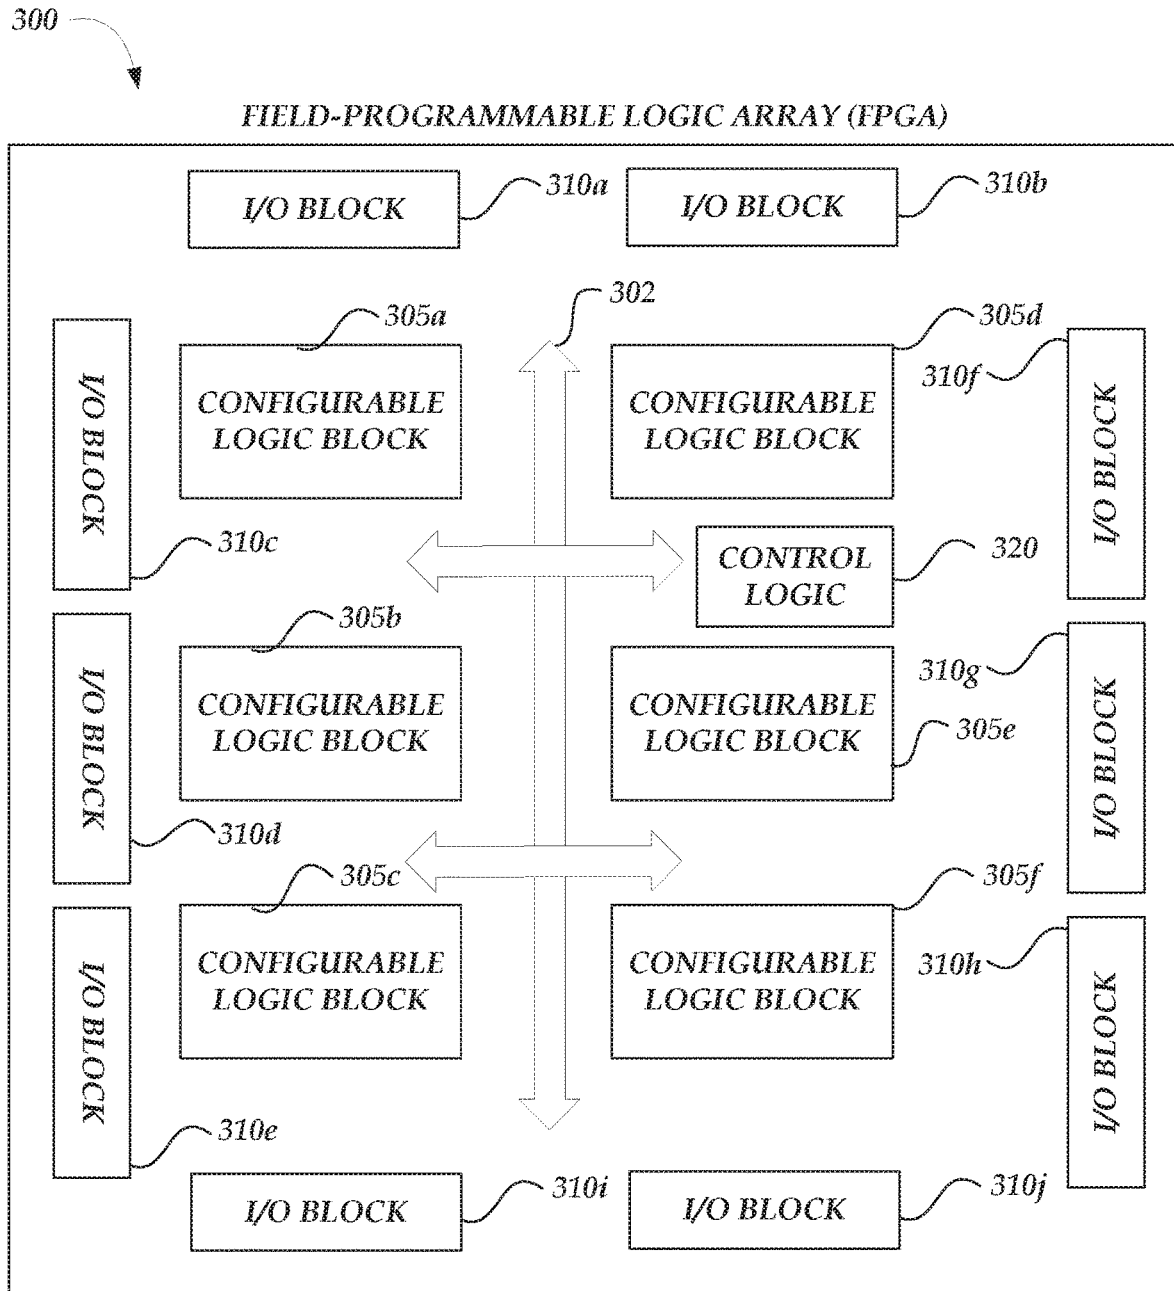 300
FIELD-PROGRAMMABLE LOGIC ARRAY (FPGA)
I/O BLOCK
310a
I/O BLOCK
310b
302
305a
305d
I/O BLOCK
CONFIGURABLE
LOGIC BLOCK
CONFIGURABLE
LOGIC BLOCK
310f
I/O BLOCK
310c
CONTROL
LOGIC
320
305b
I/O BLOCK
CONFIGURABLE
LOGIC BLOCK
CONFIGURABLE
LOGIC BLOCK
305e
310g
I/O BLOCK
310d
305c
305f
I/O BLOCK
CONFIGURABLE
LOGIC BLOCK
CONFIGURABLE
LOGIC BLOCK
310h
I/O BLOCK
310e
I/O BLOCK
310i
I/O BLOCK
310j